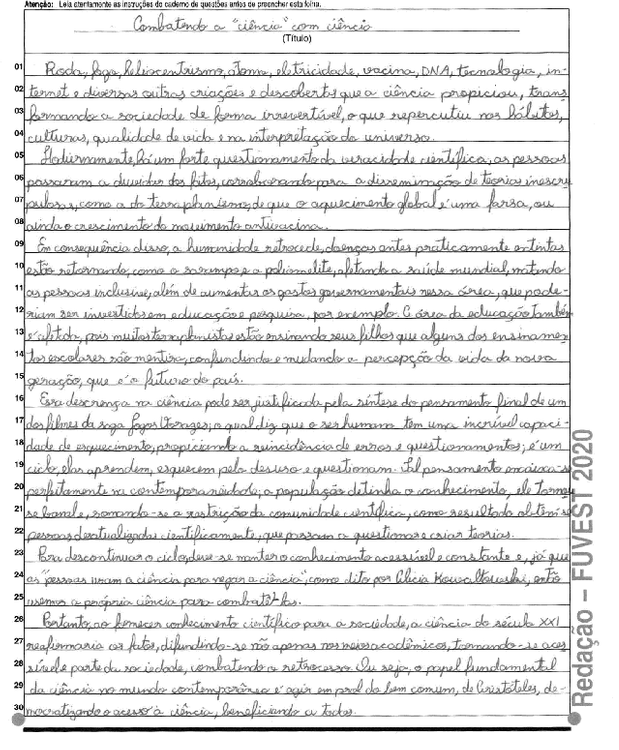 Atenção: Leia atentamente as instruções do caderno de questões antes de preencher esta folha.
Combatendo a "ciência" com ciência
(Título)
01 Roda, fogo, heliocentrismo, átomo, eletricidade, vacina, DNA, tecnologia, in-
02 ternet e diversas outras criações e descobertas que a ciência propiciou, trans-
03 formando a sociedade de forma irrevertível, o que repercutiu nos hábitos,
04 culturas, qualidade de vida e na interpretação do universo.
05 Hodiernamente, há um forte questionamento da veracidade científica, as pessoas
06 passaram a duvidar dos fatos, corroborando para a disseminação de teorias inescru-
07 pulosas, como a do terraplanismo, de que o aquecimento global é uma farsa, ou
08 ainda o crescimento do movimento antivacina.
09 Em consequência disso, a humanidade retrocede, doenças antes praticamente extintas
10 estão retornando, como o sarampo e a poliomelite, afetando a saúde mundial, matando
11 as pessoas inclusive, além de aumentar os gastos governamentais nessa área, que pode-
12 riam ser investidos em educação e pesquisa, por exemplo. E área da educação também
13 é afetada, pois muitos terraplanistas estão ensinando seus filhos que alguns dos ensinamen-
14 tos escolares são mentira, confundindo e mudando a percepção da vida da nova
15 geração, que é o futuro do país.
16 Essa descrença na ciência pode ser justificada pela síntese do pensamento final de um
17 dos filmes da saga Jogos Vorazes; o qual diz que o ser humano tem uma incrível capaci-
18 dade de esquecimento, propiciando a reincidência de erros e questionamentos; é um
19 ciclo, elas aprendem, esquecem pelo desuso e questionam. Tal pensamento encaixa-se
20 perfeitamente na contemporaneidade; a população detinha o conhecimento, ele tornou-
21 se banal e, somando-se a restrição da comunidade científica, como resultado obtém-se
22 pessoas desatualizadas cientificamente, que passam a questionar e criar teorias.
23 Para descontinuar o ciclo, deve-se manter o conhecimento acessível e constante e, já que
24 as "pessoas usam a ciência para negar a ciência", como dito por Alicia Kowaltowski, então
25 usemos a própria ciência para combatê-las.
26 Portanto, ao fornecer conhecimento científico para a sociedade, a ciência do século XXI
27 reafirmaria os fatos, difundindo-se não apenas nos meios acadêmicos, tornando-se aces-
28 sível e parte da sociedade, combatendo o retrocesso. Ou seja, o papel fundamental
29 da ciência no mundo contemporâneo é agir em prol do bem comum, de Aristóteles, de-
30 mocratizando o acesso à ciência, beneficiando a todos.
Redação – FUVEST 2020